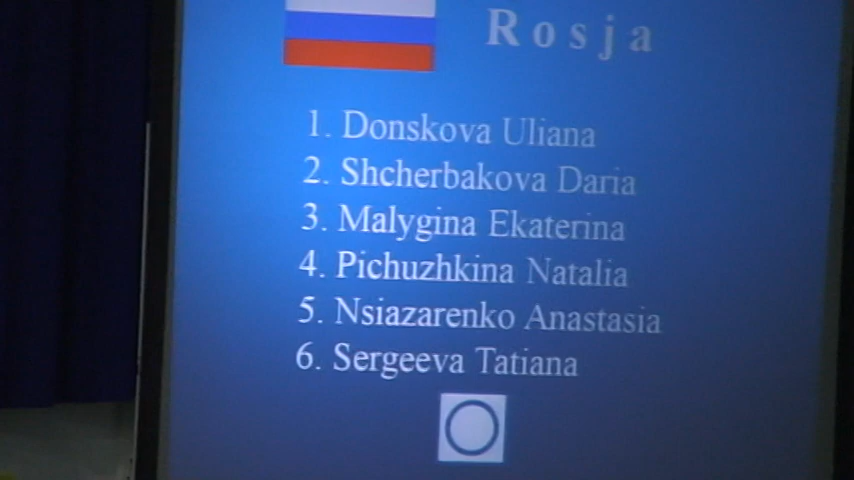 Rosja
1. Donskova Uliana
2. Shcherbakova Daria
3. Malygina Ekaterina
4. Pichuzhkina Natalia
5. Nsiazarenko Anastasia
6. Sergeeva Tatiana